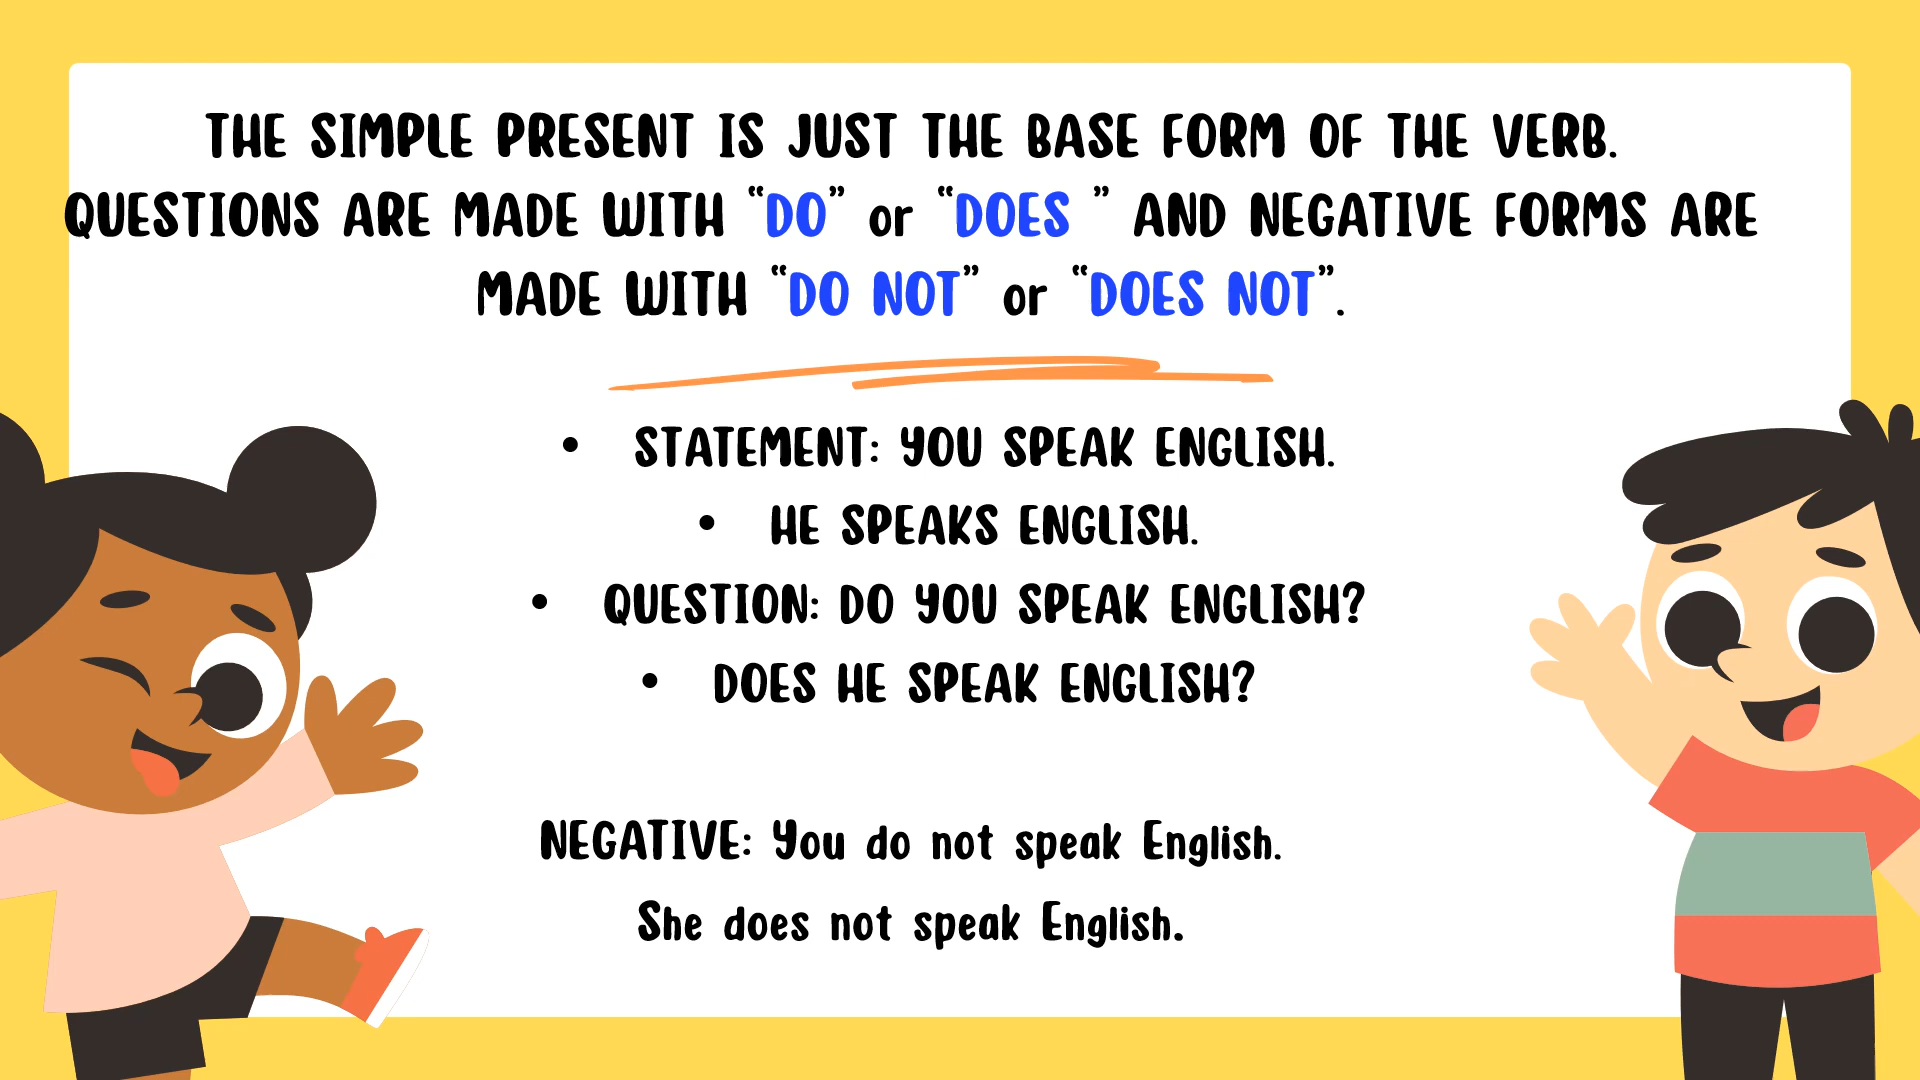 THE SIMPLE PRESENT IS JUST THE BASE FORM OF THE VERB.
QUESTIONS ARE MADE WITH “DO” or “DOES ” AND NEGATIVE FORMS ARE
MADE WITH “DO NOT” or “DOES NOT”.
• STATEMENT: YOU SPEAK ENGLISH.
• HE SPEAKS ENGLISH.
• QUESTION: DO YOU SPEAK ENGLISH?
• DOES HE SPEAK ENGLISH?
NEGATIVE: You do not speak English.
She does not speak English.